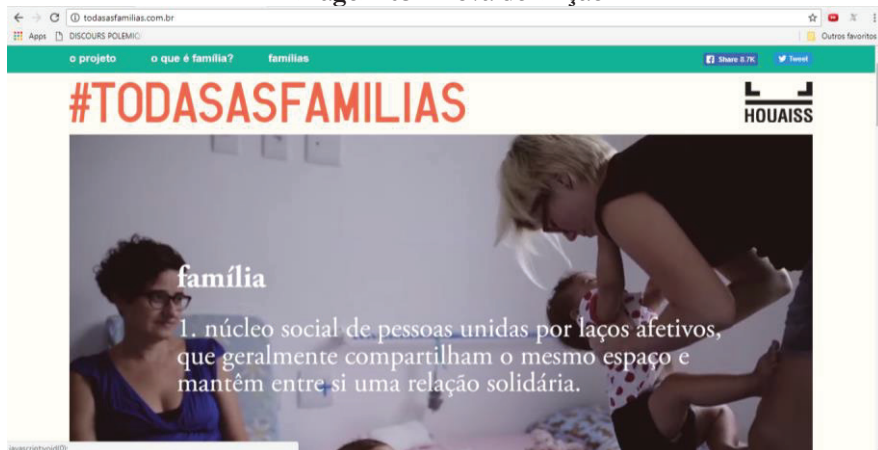 todasasfamilias.com.br
Apps DISCOURS POLEMIC Outros favoritos
o projeto o que é família? famílias Share 8.7K Tweet
#TODASASFAMILIAS
HOUAISS
família
1. núcleo social de pessoas unidas por laços afetivos,
que geralmente compartilham o mesmo espaço e
mantêm entre si uma relação solidária.